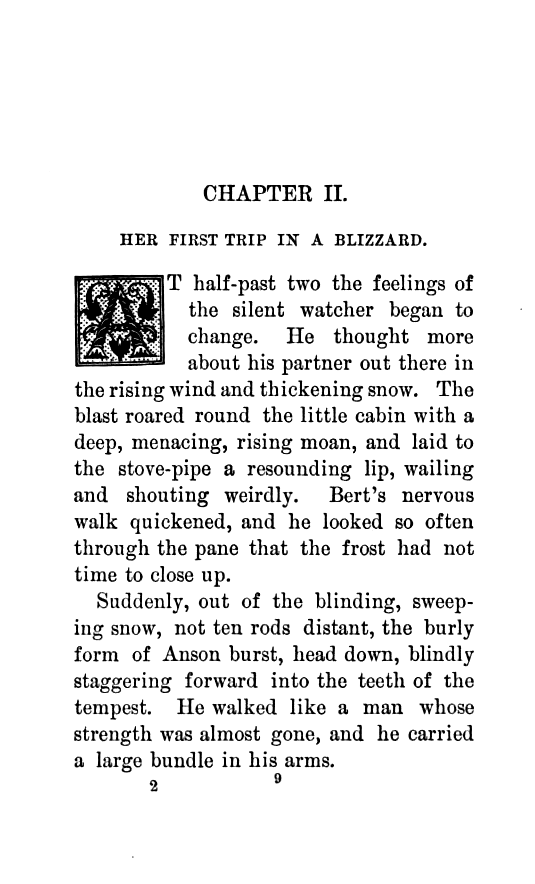 CHAPTER II.
HER FIRST TRIP IN A BLIZZARD.
AT half-past two the feelings of
the silent watcher began to
change. He thought more
about his partner out there in
the rising wind and thickening snow. The
blast roared round the little cabin with a
deep, menacing, rising moan, and laid to
the stove-pipe a resounding lip, wailing
and shouting weirdly. Bert's nervous
walk quickened, and he looked so often
through the pane that the frost had not
time to close up.
Suddenly, out of the blinding, sweep-
ing snow, not ten rods distant, the burly
form of Anson burst, head down, blindly
staggering forward into the teeth of the
tempest. He walked like a man whose
strength was almost gone, and he carried
a large bundle in his arms.
2 9